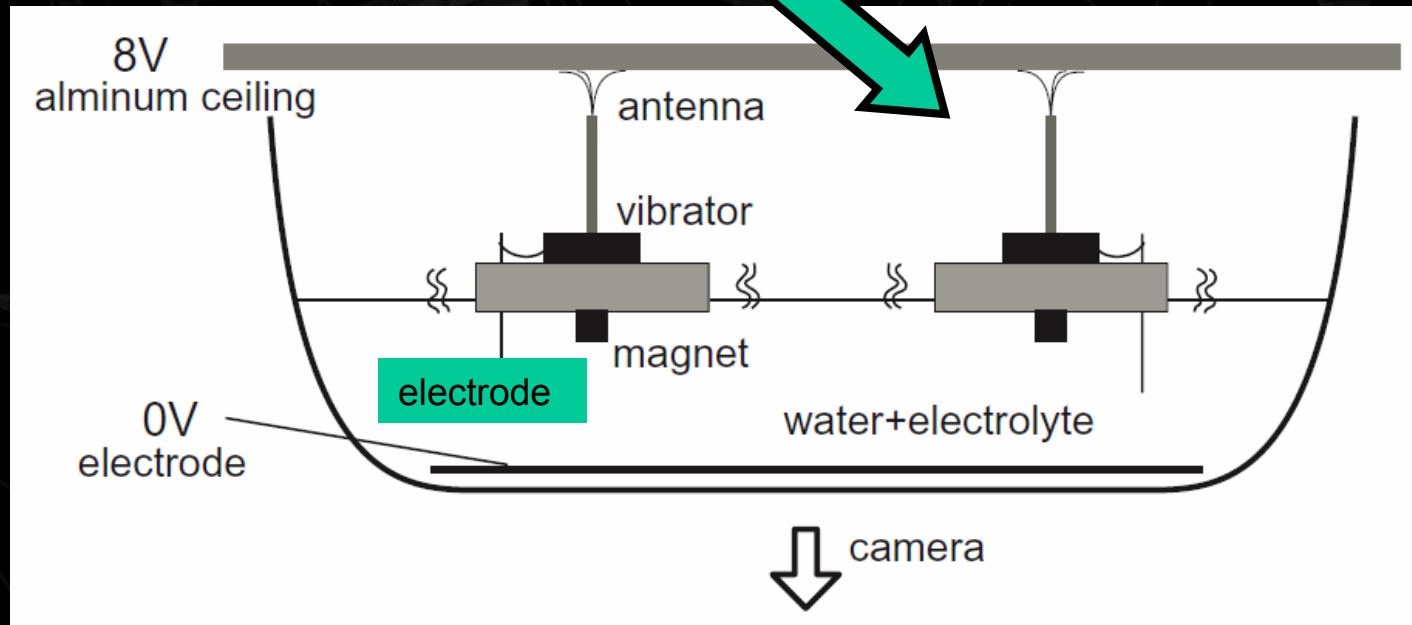 8V
alminum ceiling
antenna
vibrator
magnet
electrode
0V
electrode
water+electrolyte
camera